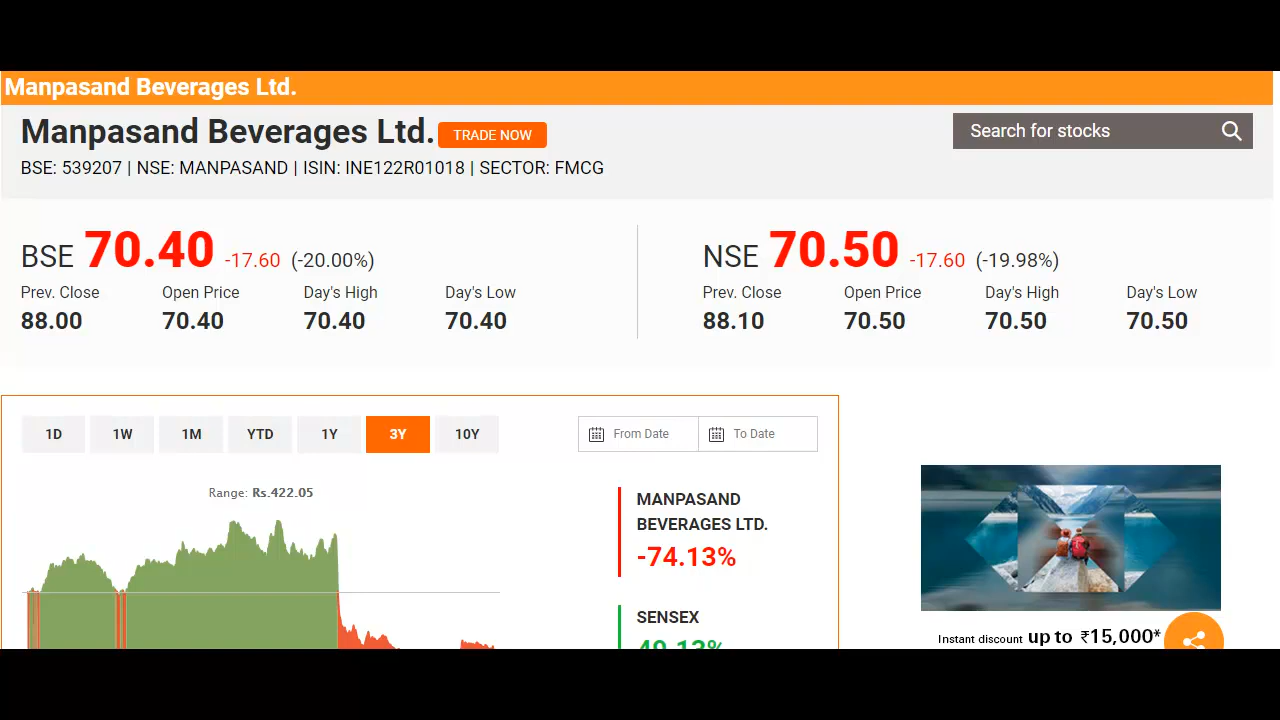 Manpasand Beverages Ltd.
Manpasand Beverages Ltd. TRADE NOW
Search for stocks
BSE: 539207 | NSE: MANPASAND | ISIN: INE122R01018 | SECTOR: FMCG
BSE 70.40 -17.60 (-20.00%)
Prev. Close Open Price Day's High Day's Low
88.00 70.40 70.40 70.40
NSE 70.50 -17.60 (-19.98%)
Prev. Close Open Price Day's High Day's Low
88.10 70.50 70.50 70.50
1D 1W 1M YTD 1Y 3Y 10Y
From Date To Date
Range: Rs.422.05
MANPASAND
BEVERAGES LTD.
-74.13%
SENSEX
Instant discount up to ₹15,000*